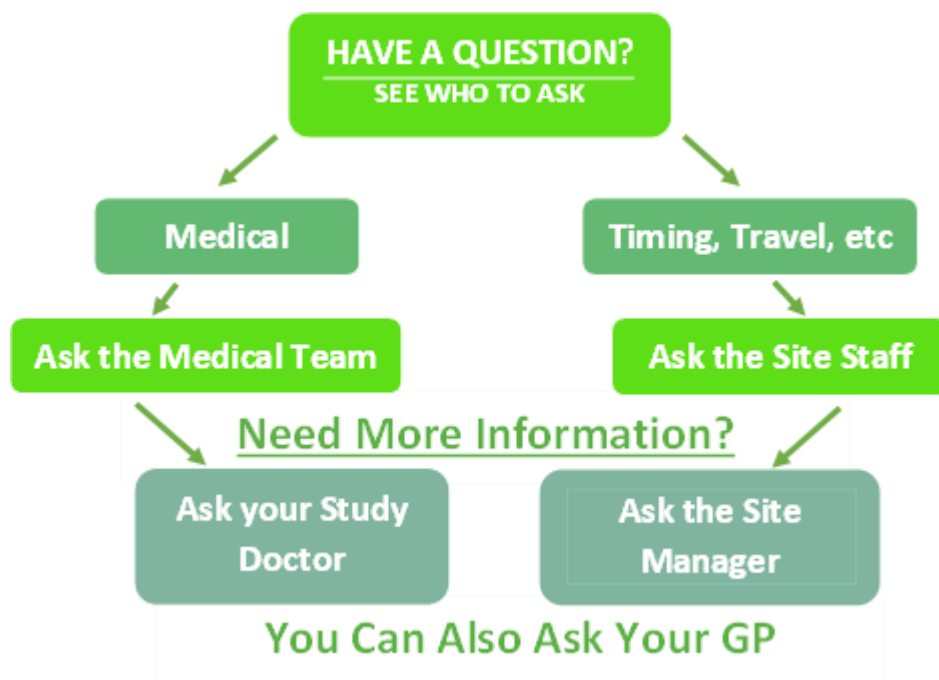 HAVE A QUESTION?
SEE WHO TO ASK
Medical
Timing, Travel, etc
Ask the Medical Team
Ask the Site Staff
Need More Information?
Ask your Study
Doctor
Ask the Site
Manager
You Can Also Ask Your GP